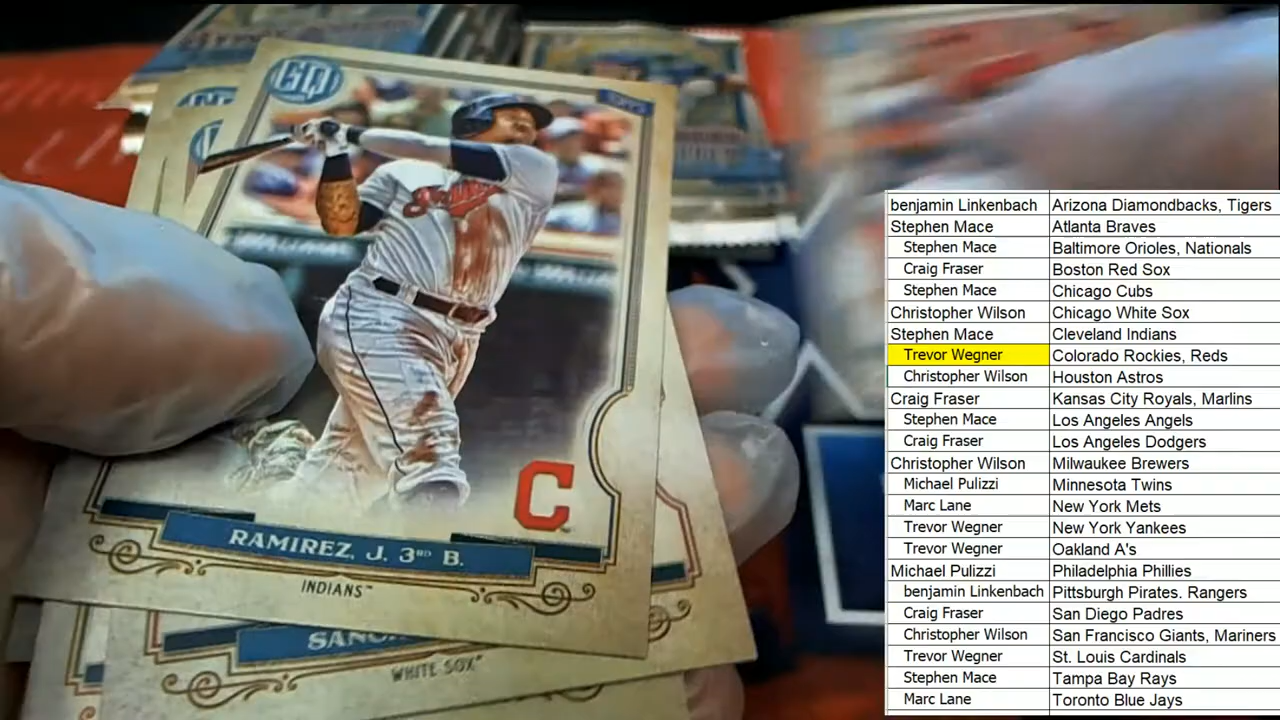 GQ
TOPPS
Indians
RAMIREZ, J. 3RD B.
INDIANS™
C
WHITE SOX™
benjamin Linkenbach Arizona Diamondbacks, Tigers
Stephen Mace Atlanta Braves
Stephen Mace Baltimore Orioles, Nationals
Craig Fraser Boston Red Sox
Stephen Mace Chicago Cubs
Christopher Wilson Chicago White Sox
Stephen Mace Cleveland Indians
Trevor Wegner Colorado Rockies, Reds
Christopher Wilson Houston Astros
Craig Fraser Kansas City Royals, Marlins
Stephen Mace Los Angeles Angels
Craig Fraser Los Angeles Dodgers
Christopher Wilson Milwaukee Brewers
Michael Pulizzi Minnesota Twins
Marc Lane New York Mets
Trevor Wegner New York Yankees
Trevor Wegner Oakland A's
Michael Pulizzi Philadelphia Phillies
benjamin Linkenbach Pittsburgh Pirates. Rangers
Craig Fraser San Diego Padres
Christopher Wilson San Francisco Giants, Mariners
Trevor Wegner St. Louis Cardinals
Stephen Mace Tampa Bay Rays
Marc Lane Toronto Blue Jays